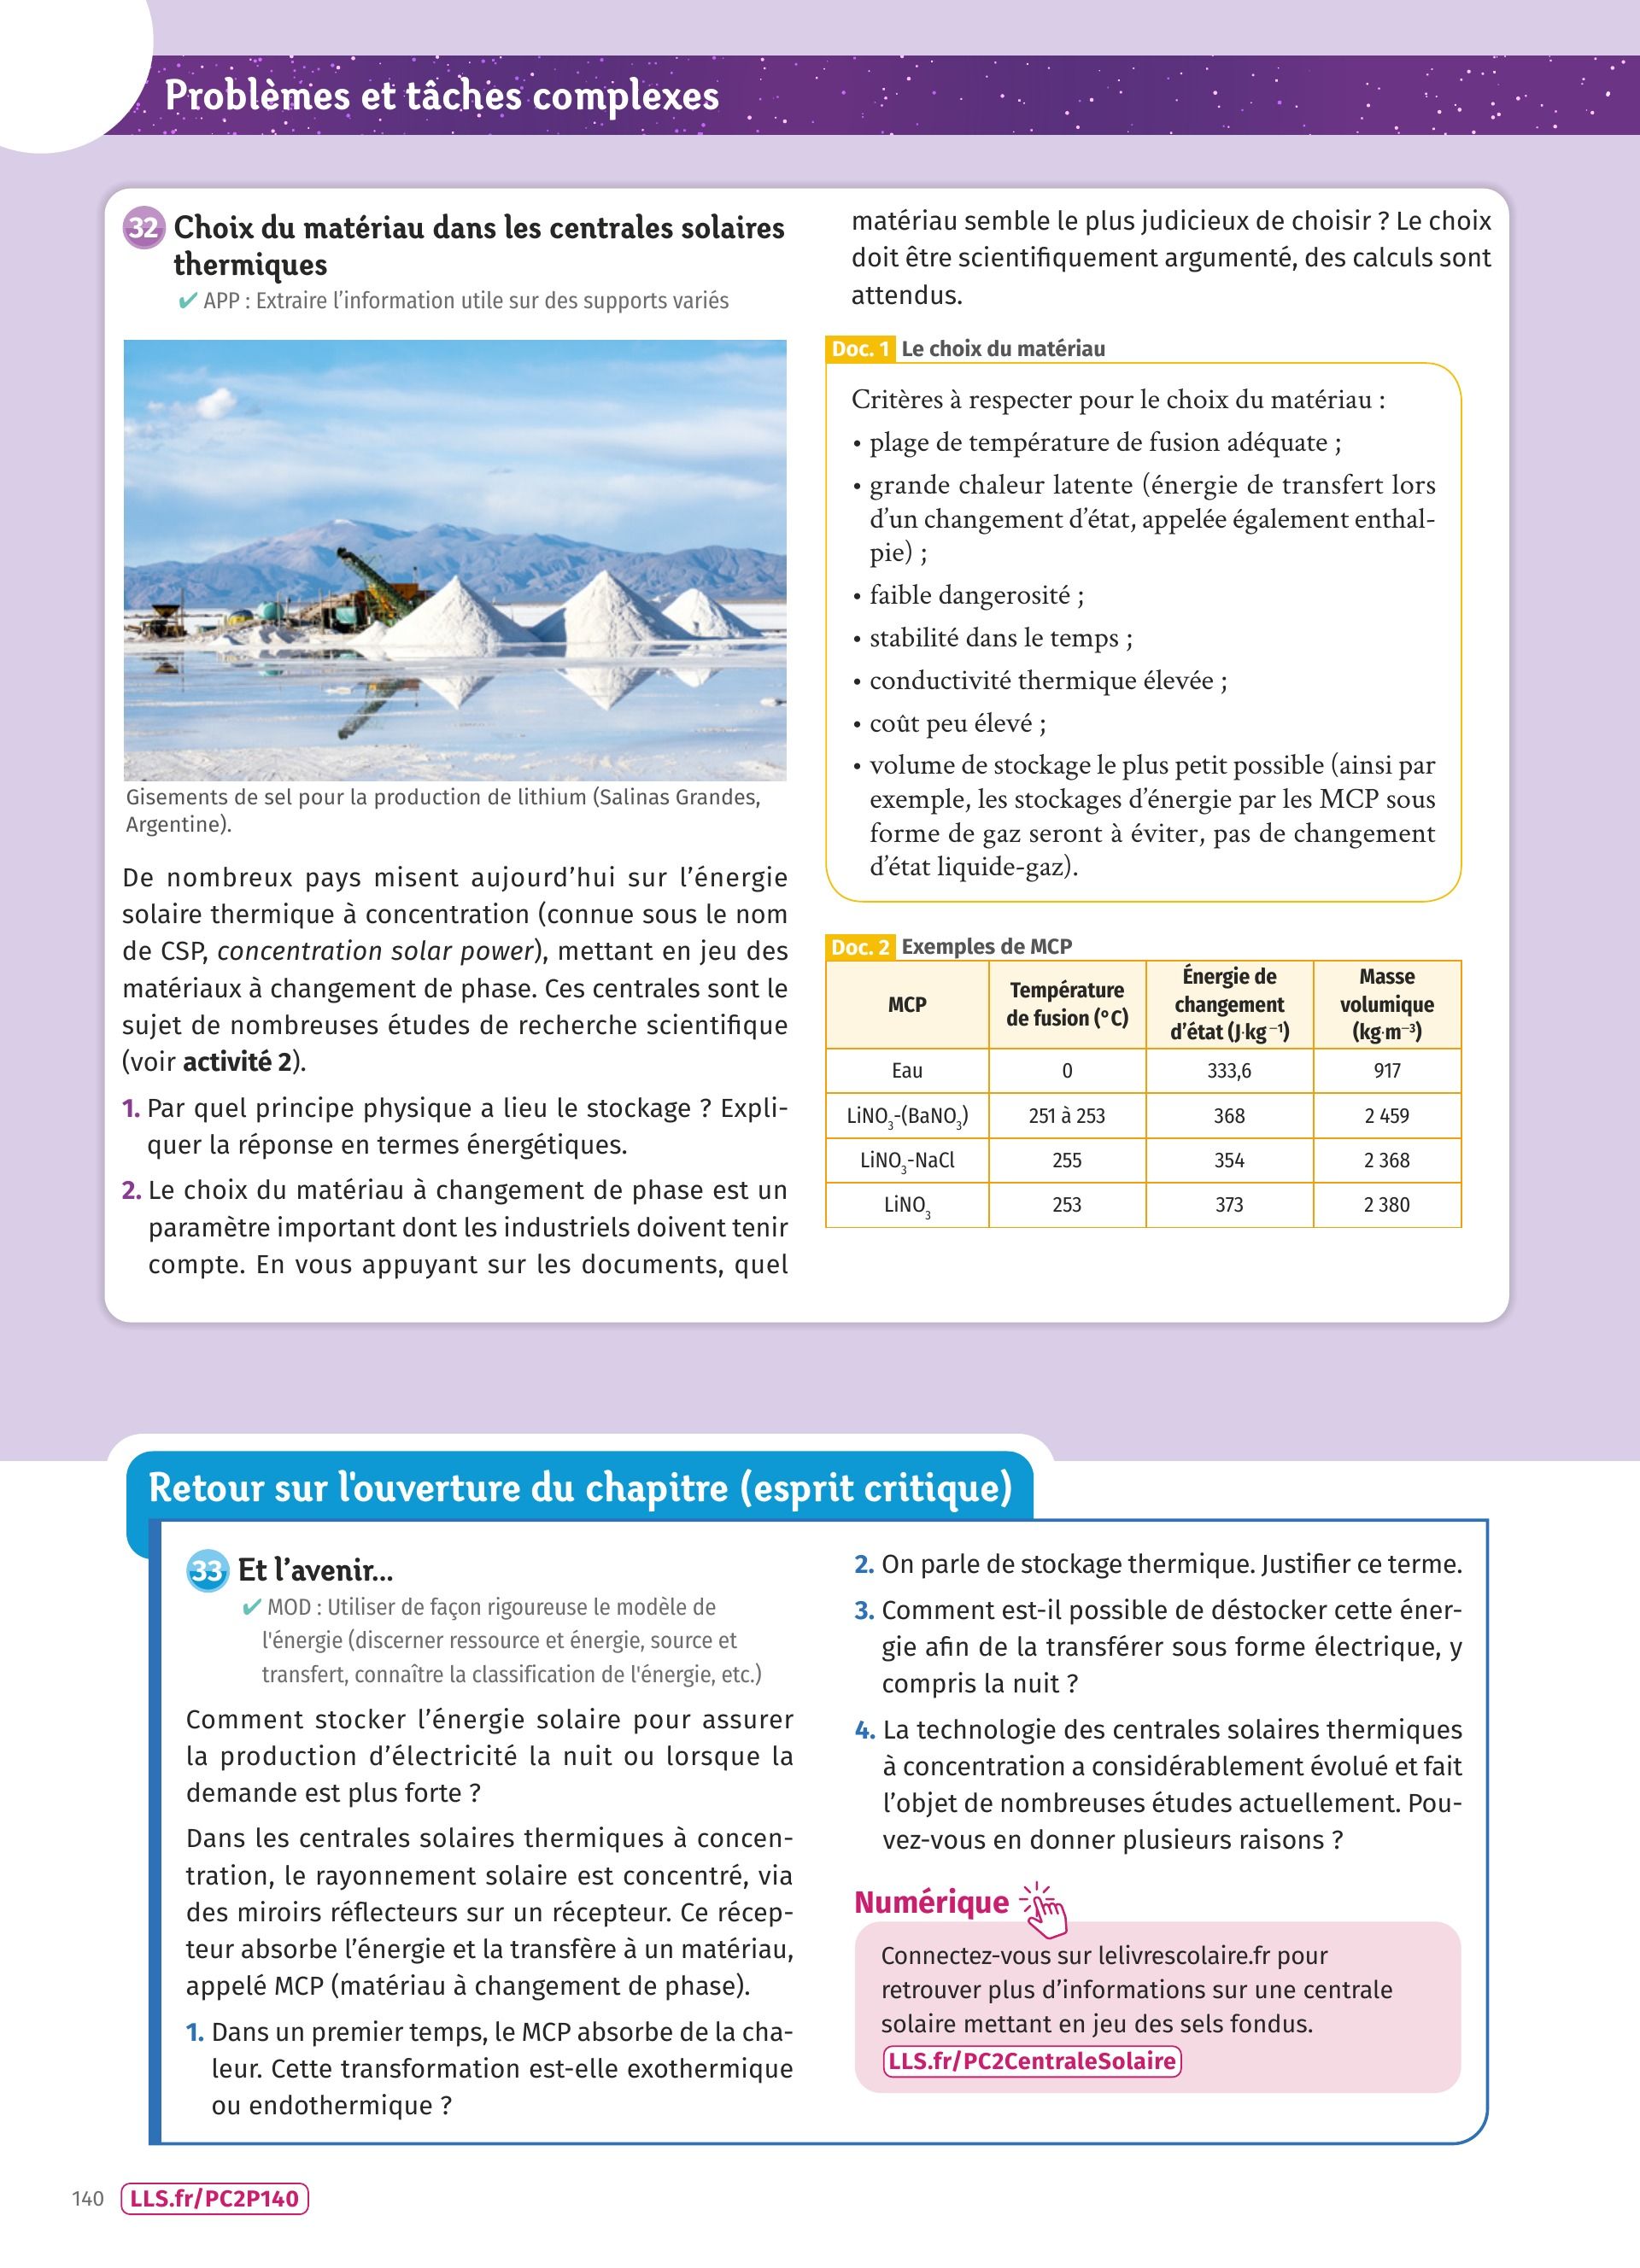 Problèmes et tâches complexes
32 Choix du matériau dans les centrales solaires
thermiques
✔ APP : Extraire l’information utile sur des supports variés
Gisements de sel pour la production de lithium (Salinas Grandes,
Argentine).
De nombreux pays misent aujourd’hui sur l’énergie
solaire thermique à concentration (connue sous le nom
de CSP, concentration solar power), mettant en jeu des
matériaux à changement de phase. Ces centrales sont le
sujet de nombreuses études de recherche scientifique
(voir activité 2).
1. Par quel principe physique a lieu le stockage ? Expli-
quer la réponse en termes énergétiques.
2. Le choix du matériau à changement de phase est un
paramètre important dont les industriels doivent tenir
compte. En vous appuyant sur les documents, quel
matériau semble le plus judicieux de choisir ? Le choix
doit être scientifiquement argumenté, des calculs sont
attendus.
Doc. 1 Le choix du matériau
Critères à respecter pour le choix du matériau :
• plage de température de fusion adéquate ;
• grande chaleur latente (énergie de transfert lors
d’un changement d’état, appelée également enthal-
pie) ;
• faible dangerosité ;
• stabilité dans le temps ;
• conductivité thermique élevée ;
• coût peu élevé ;
• volume de stockage le plus petit possible (ainsi par
exemple, les stockages d’énergie par les MCP sous
forme de gaz seront à éviter, pas de changement
d’état liquide-gaz).
Doc. 2 Exemples de MCP
MCP Température de fusion (°C) Énergie de changement d’état (J·kg⁻¹) Masse volumique (kg·m⁻³)
Eau 0 333,6 917
LiNO₃-(BaNO₃) 251 à 253 368 2 459
LiNO₃-NaCl 255 354 2 368
LiNO₃ 253 373 2 380
Retour sur l'ouverture du chapitre (esprit critique)
33 Et l’avenir...
✔ MOD : Utiliser de façon rigoureuse le modèle de
l'énergie (discerner ressource et énergie, source et
transfert, connaître la classification de l'énergie, etc.)
Comment stocker l’énergie solaire pour assurer
la production d’électricité la nuit ou lorsque la
demande est plus forte ?
Dans les centrales solaires thermiques à concen-
tration, le rayonnement solaire est concentré, via
des miroirs réflecteurs sur un récepteur. Ce récep-
teur absorbe l’énergie et la transfère à un matériau,
appelé MCP (matériau à changement de phase).
1. Dans un premier temps, le MCP absorbe de la cha-
leur. Cette transformation est-elle exothermique
ou endothermique ?
2. On parle de stockage thermique. Justifier ce terme.
3. Comment est-il possible de déstocker cette éner-
gie afin de la transférer sous forme électrique, y
compris la nuit ?
4. La technologie des centrales solaires thermiques
à concentration a considérablement évolué et fait
l’objet de nombreuses études actuellement. Pou-
vez-vous en donner plusieurs raisons ?
Numérique
Connectez-vous sur lelivrescolaire.fr pour
retrouver plus d’informations sur une centrale
solaire mettant en jeu des sels fondus.
LLS.fr/PC2CentraleSolaire
140 LLS.fr/PC2P140